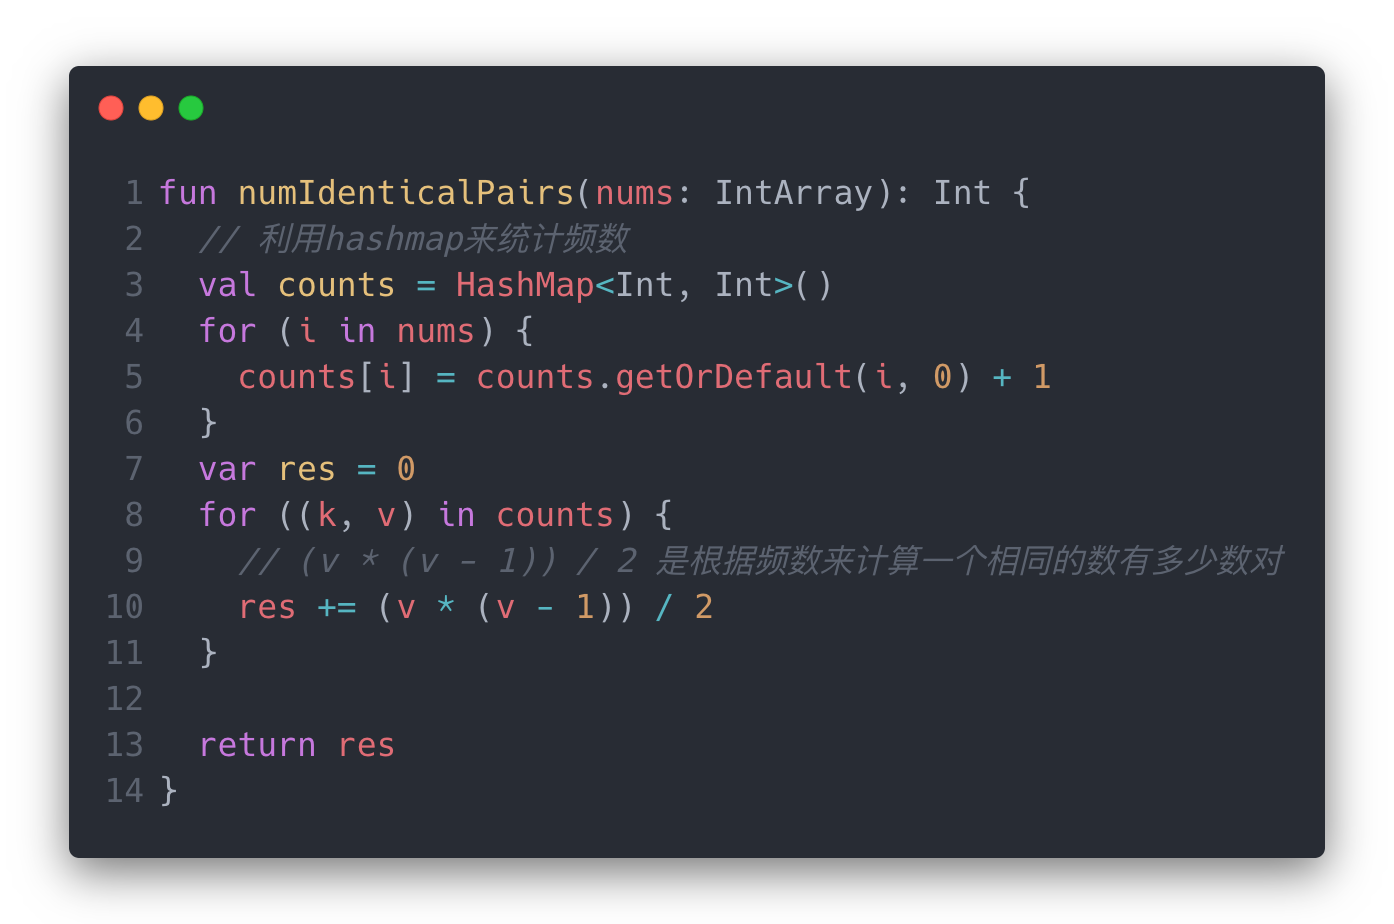 1 fun numIdenticalPairs(nums: IntArray): Int {
2   // 利用hashmap来统计频数
3   val counts = HashMap<Int, Int>()
4   for (i in nums) {
5     counts[i] = counts.getOrDefault(i, 0) + 1
6   }
7   var res = 0
8   for ((k, v) in counts) {
9     // (v * (v - 1)) / 2 是根据频数来计算一个相同的数有多少数对
10     res += (v * (v - 1)) / 2
11   }
12
13   return res
14 }